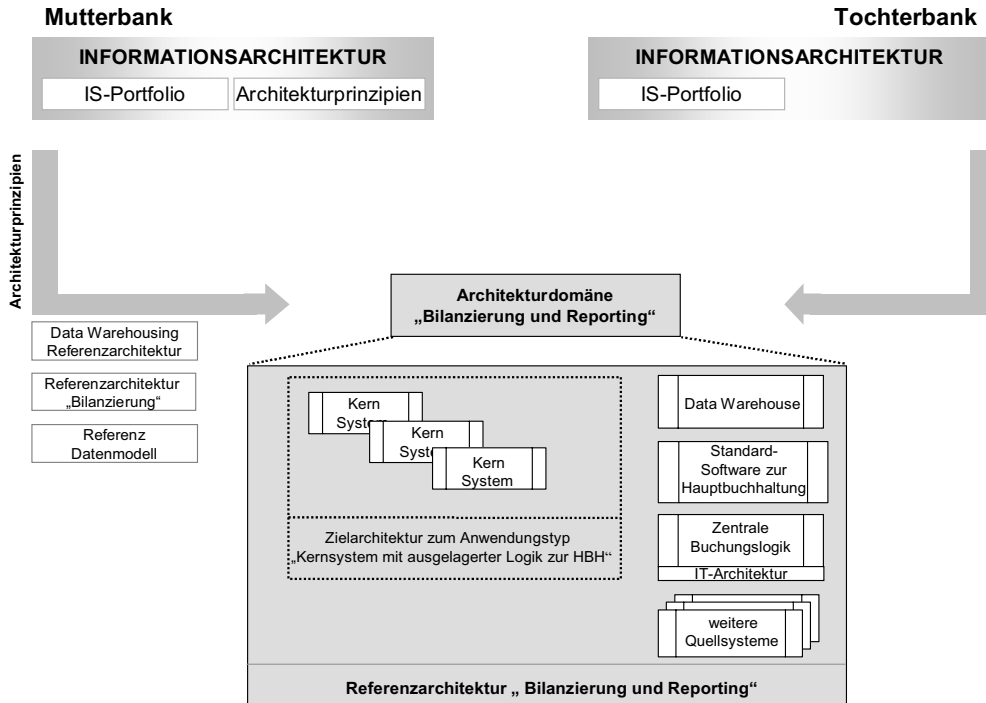 Mutterbank
Tochterbank
INFORMATIONSARCHITEKTUR
IS-Portfolio
Architekturprinzipien
INFORMATIONSARCHITEKTUR
IS-Portfolio
Architekturprinzipien
Architekturdomäne
„Bilanzierung und Reporting“
Data Warehousing
Referenzarchitektur
Referenzarchitektur
„Bilanzierung“
Referenz
Datenmodell
Kern
System
Kern
System
Kern
System
Zielarchitektur zum Anwendungstyp
„Kernsystem mit ausgelagerter Logik zur HBH“
Data Warehouse
Standard-
Software zur
Hauptbuchhaltung
Zentrale
Buchungslogik
IT-Architektur
weitere
Quellsysteme
Referenzarchitektur „ Bilanzierung und Reporting“